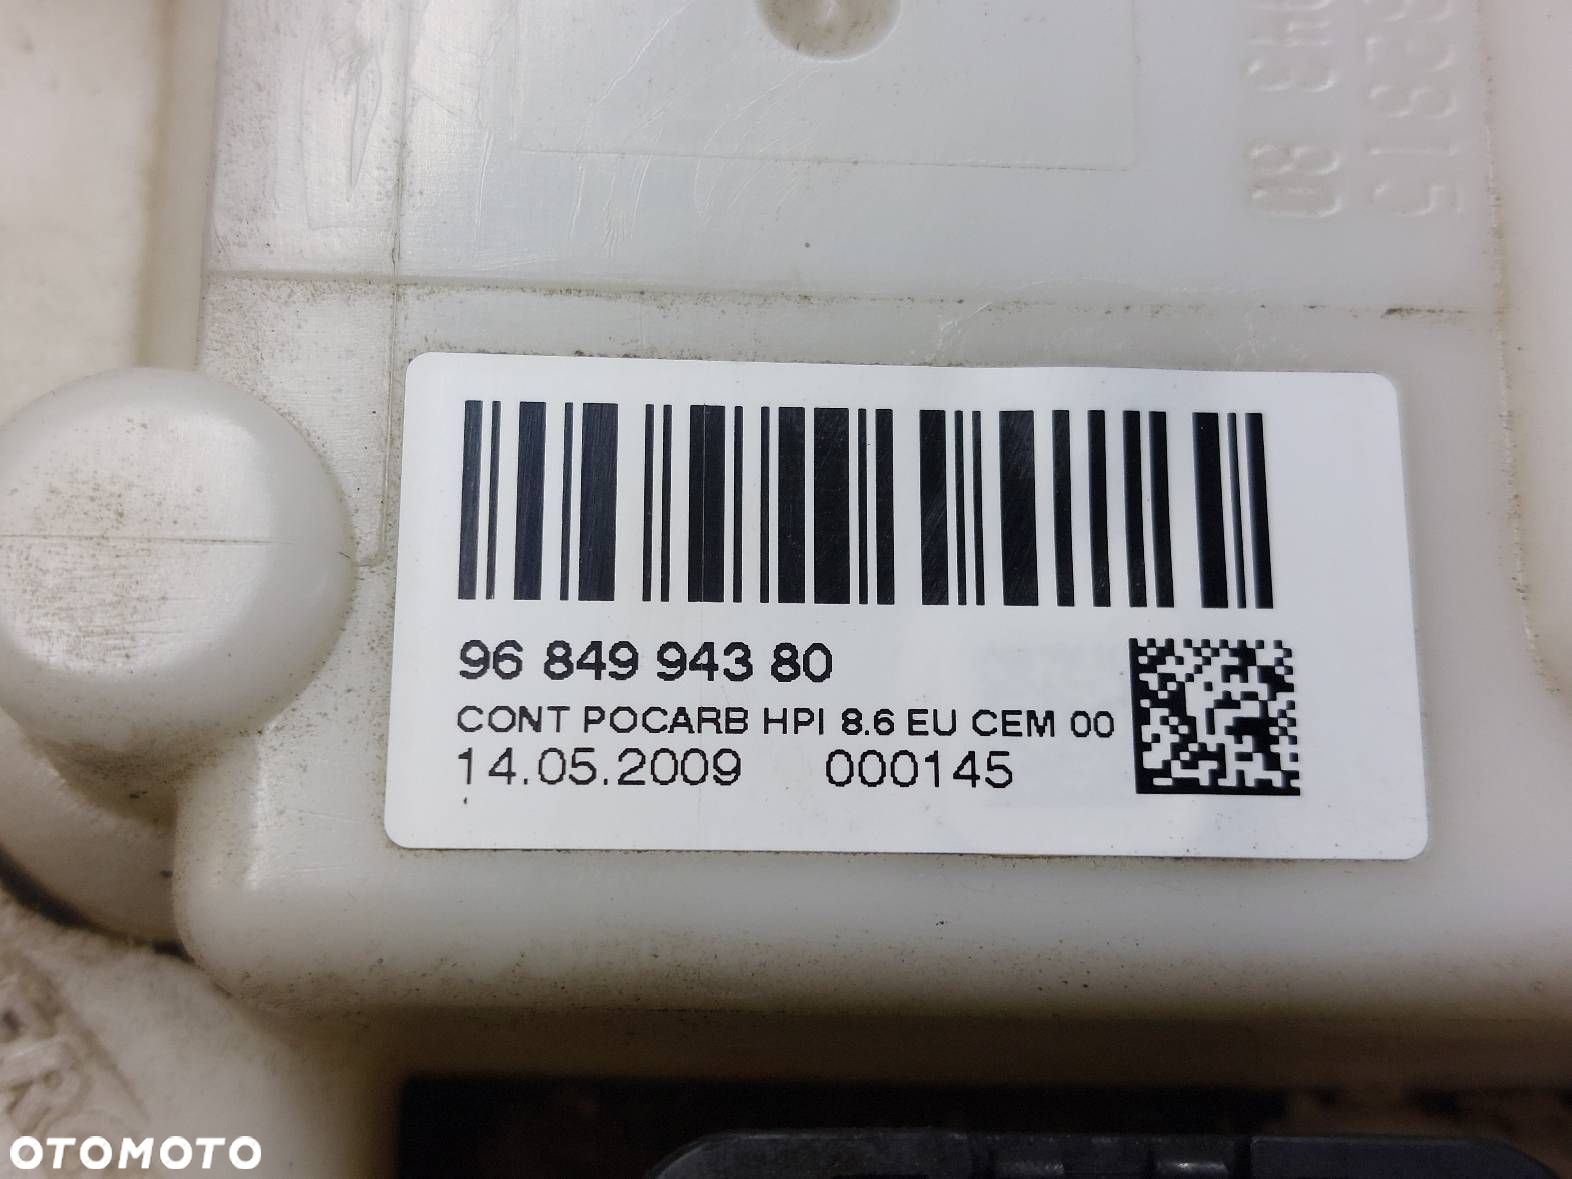 96 849 943 80
CONT POCARB HPI 8.6 EU CEM 00
14.05.2009 000145
OTOMOTO